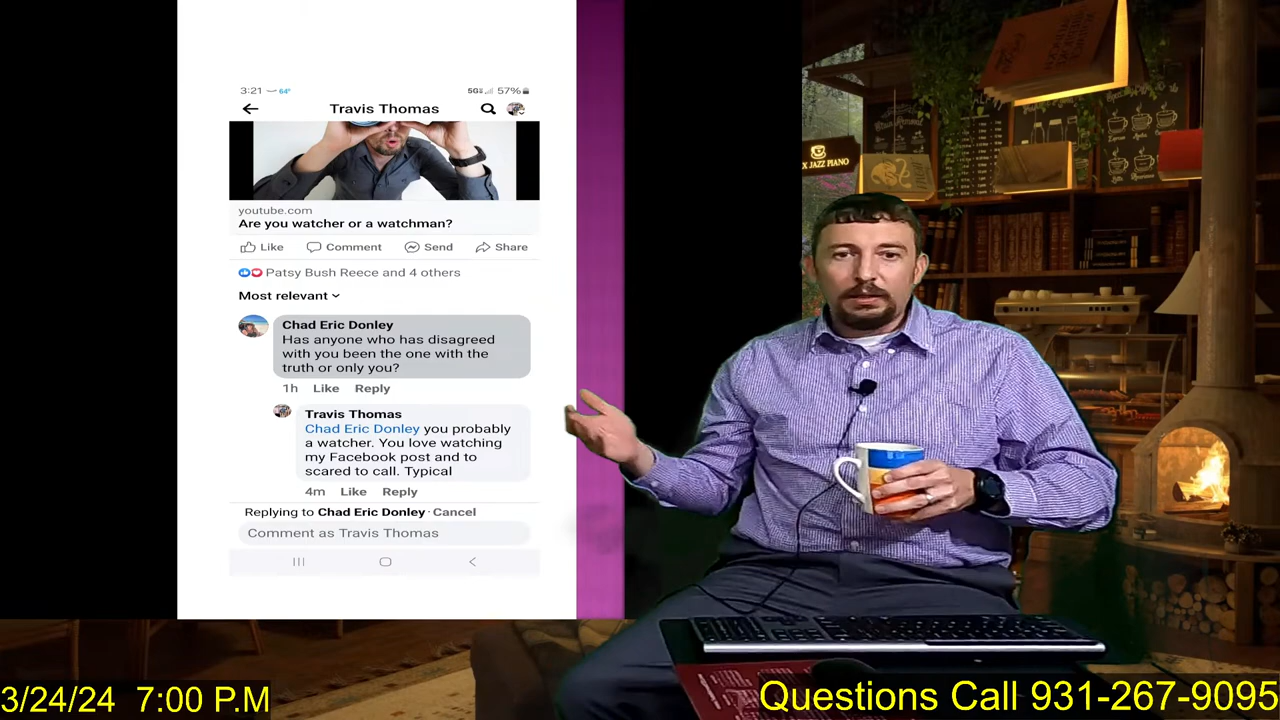 3:21 64°
5G 57%
Travis Thomas
youtube.com
Are you watcher or a watchman?
Like Comment Send Share
Patsy Bush Reece and 4 others
Most relevant
Chad Eric Donley
Has anyone who has disagreed
with you been the one with the
truth or only you?
1h Like Reply
Travis Thomas
Chad Eric Donley you probably
a watcher. You love watching
my Facebook post and to
scared to call. Typical
4m Like Reply
Replying to Chad Eric Donley · Cancel
Comment as Travis Thomas
X JAZZ PIANO
3/24/24 7:00 P.M
Questions Call 931-267-9095